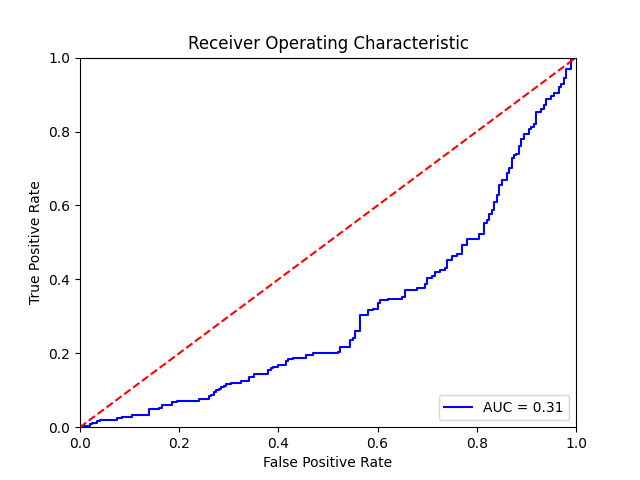 Receiver Operating Characteristic
True Positive Rate
1.0
0.8
0.6
0.4
0.2
0.0
AUC = 0.31
0.0 0.2 0.4 0.6 0.8 1.0
False Positive Rate